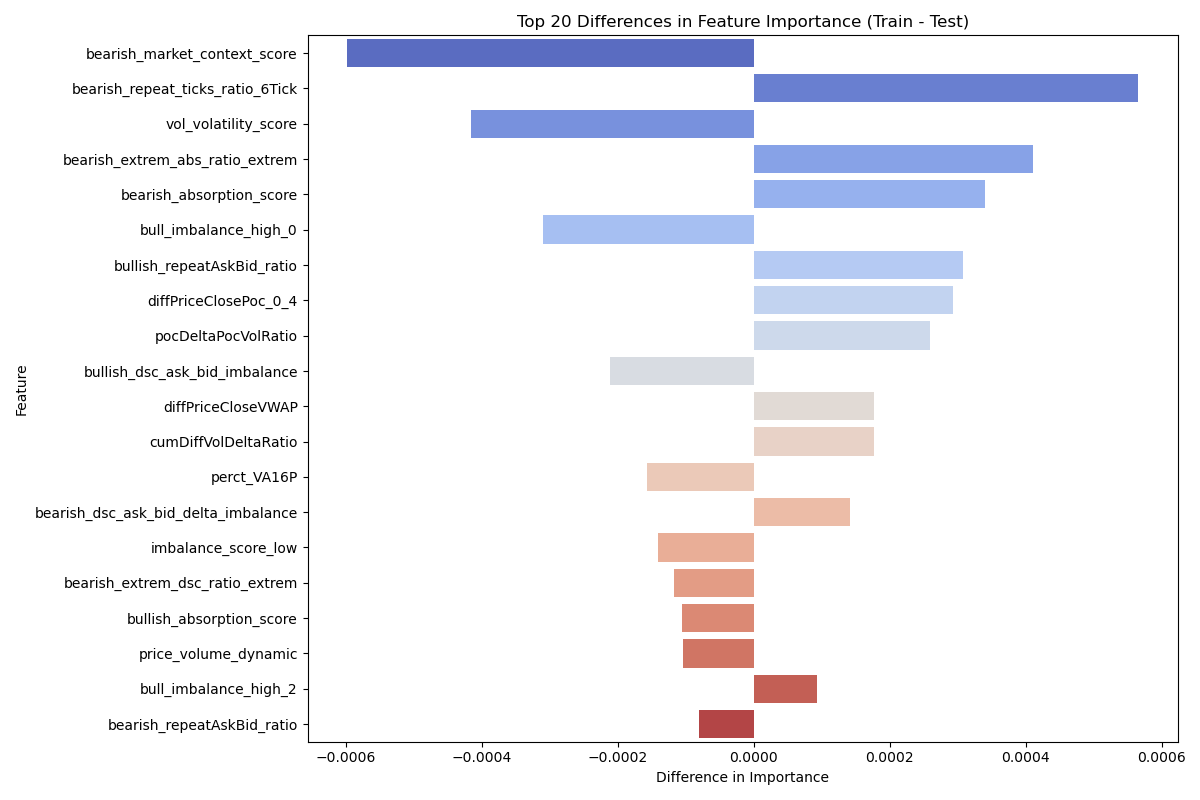 Top 20 Differences in Feature Importance (Train - Test)
bearish_market_context_score
bearish_repeat_ticks_ratio_6Tick
vol_volatility_score
bearish_extrem_abs_ratio_extrem
bearish_absorption_score
bull_imbalance_high_0
bullish_repeatAskBid_ratio
diffPriceClosePoc_0_4
pocDeltaPocVolRatio
bullish_dsc_ask_bid_imbalance
diffPriceCloseVWAP
cumDiffVolDeltaRatio
perct_VA16P
bearish_dsc_ask_bid_delta_imbalance
imbalance_score_low
bearish_extrem_dsc_ratio_extrem
bullish_absorption_score
price_volume_dynamic
bull_imbalance_high_2
bearish_repeatAskBid_ratio
Feature
−0.0006 −0.0004 −0.0002 0.0000 0.0002 0.0004 0.0006
Difference in Importance